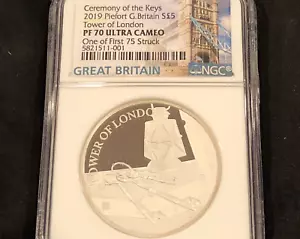 Ceremony of the Keys
2019 Piefort G.Britain S£5
Tower of London
PF 70 ULTRA CAMEO
One of First 75 Struck
5821511-001
GREAT BRITAIN
NGC
TOWER OF LONDON